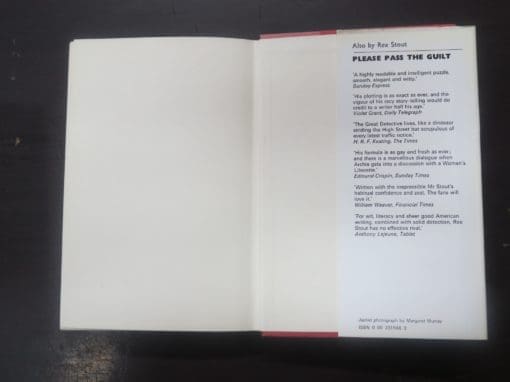 Also by Rex Stout
PLEASE PASS THE GUILT
'A highly readable and intelligent puzzle,
smooth, elegant and witty.'
Sunday Express
'His plotting is as exact as ever, and the
vigour of his racy story-telling would do
credit to a writer half his age.'
Violet Grant, Daily Telegraph
'The Great Detective lives, like a dinosaur
striding the High Street but scrupulous of
every latest traffic notice.'
H. R. F. Keating, The Times
'His formula is as gay and fresh as ever;
and there is a marvellous dialogue when
Archie gets into a discussion with a Women's
Liberatee.'
Edmund Crispin, Sunday Times
'Written with the irrepressible Mr Stout's
habitual confidence and zest. The fans will
love it.'
William Weaver, Financial Times
'For wit, literacy and sheer good American
writing, combined with solid detection, Rex
Stout has no effective rival.'
Anthony Lejeune, Tablet
Jacket photograph by Margaret Murray
ISBN 0 00